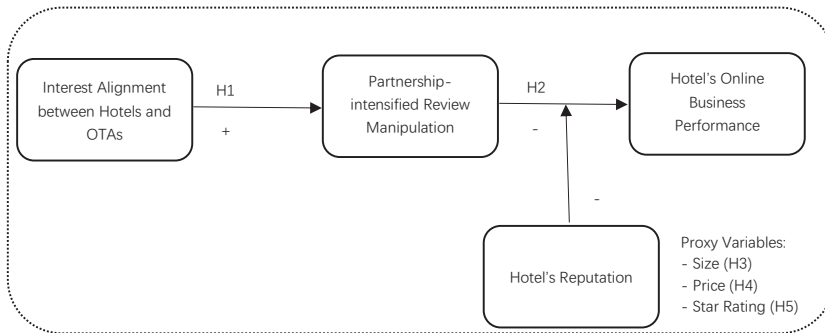 Interest Alignment
between Hotels and
OTAs
H1
+
Partnership-
intensified Review
Manipulation
H2
-
Hotel's Online
Business
Performance
-
Hotel's Reputation
Proxy Variables:
- Size (H3)
- Price (H4)
- Star Rating (H5)